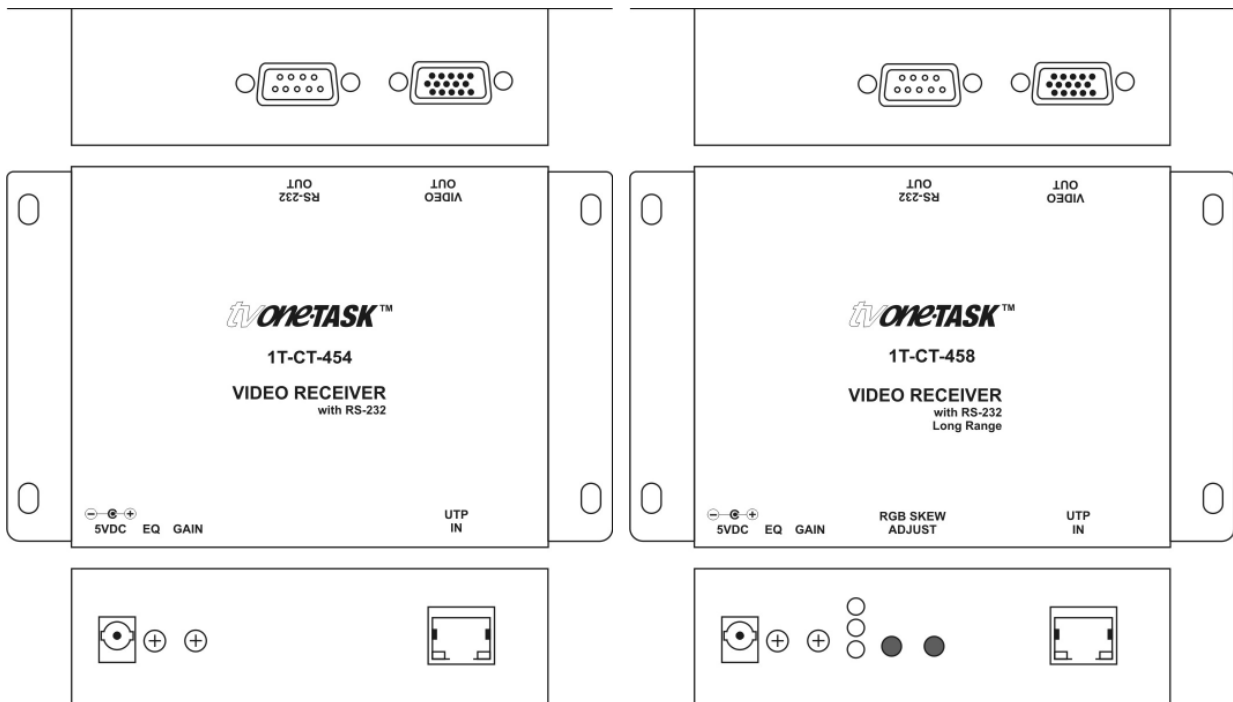 RS-232
OUT
VIDEO
OUT
tvone·TASK™
1T-CT-454
VIDEO RECEIVER
with RS-232
5VDC EQ GAIN
UTP
IN
RS-232
OUT
VIDEO
OUT
tvone·TASK™
1T-CT-458
VIDEO RECEIVER
with RS-232
Long Range
5VDC EQ GAIN
RGB SKEW
ADJUST
UTP
IN